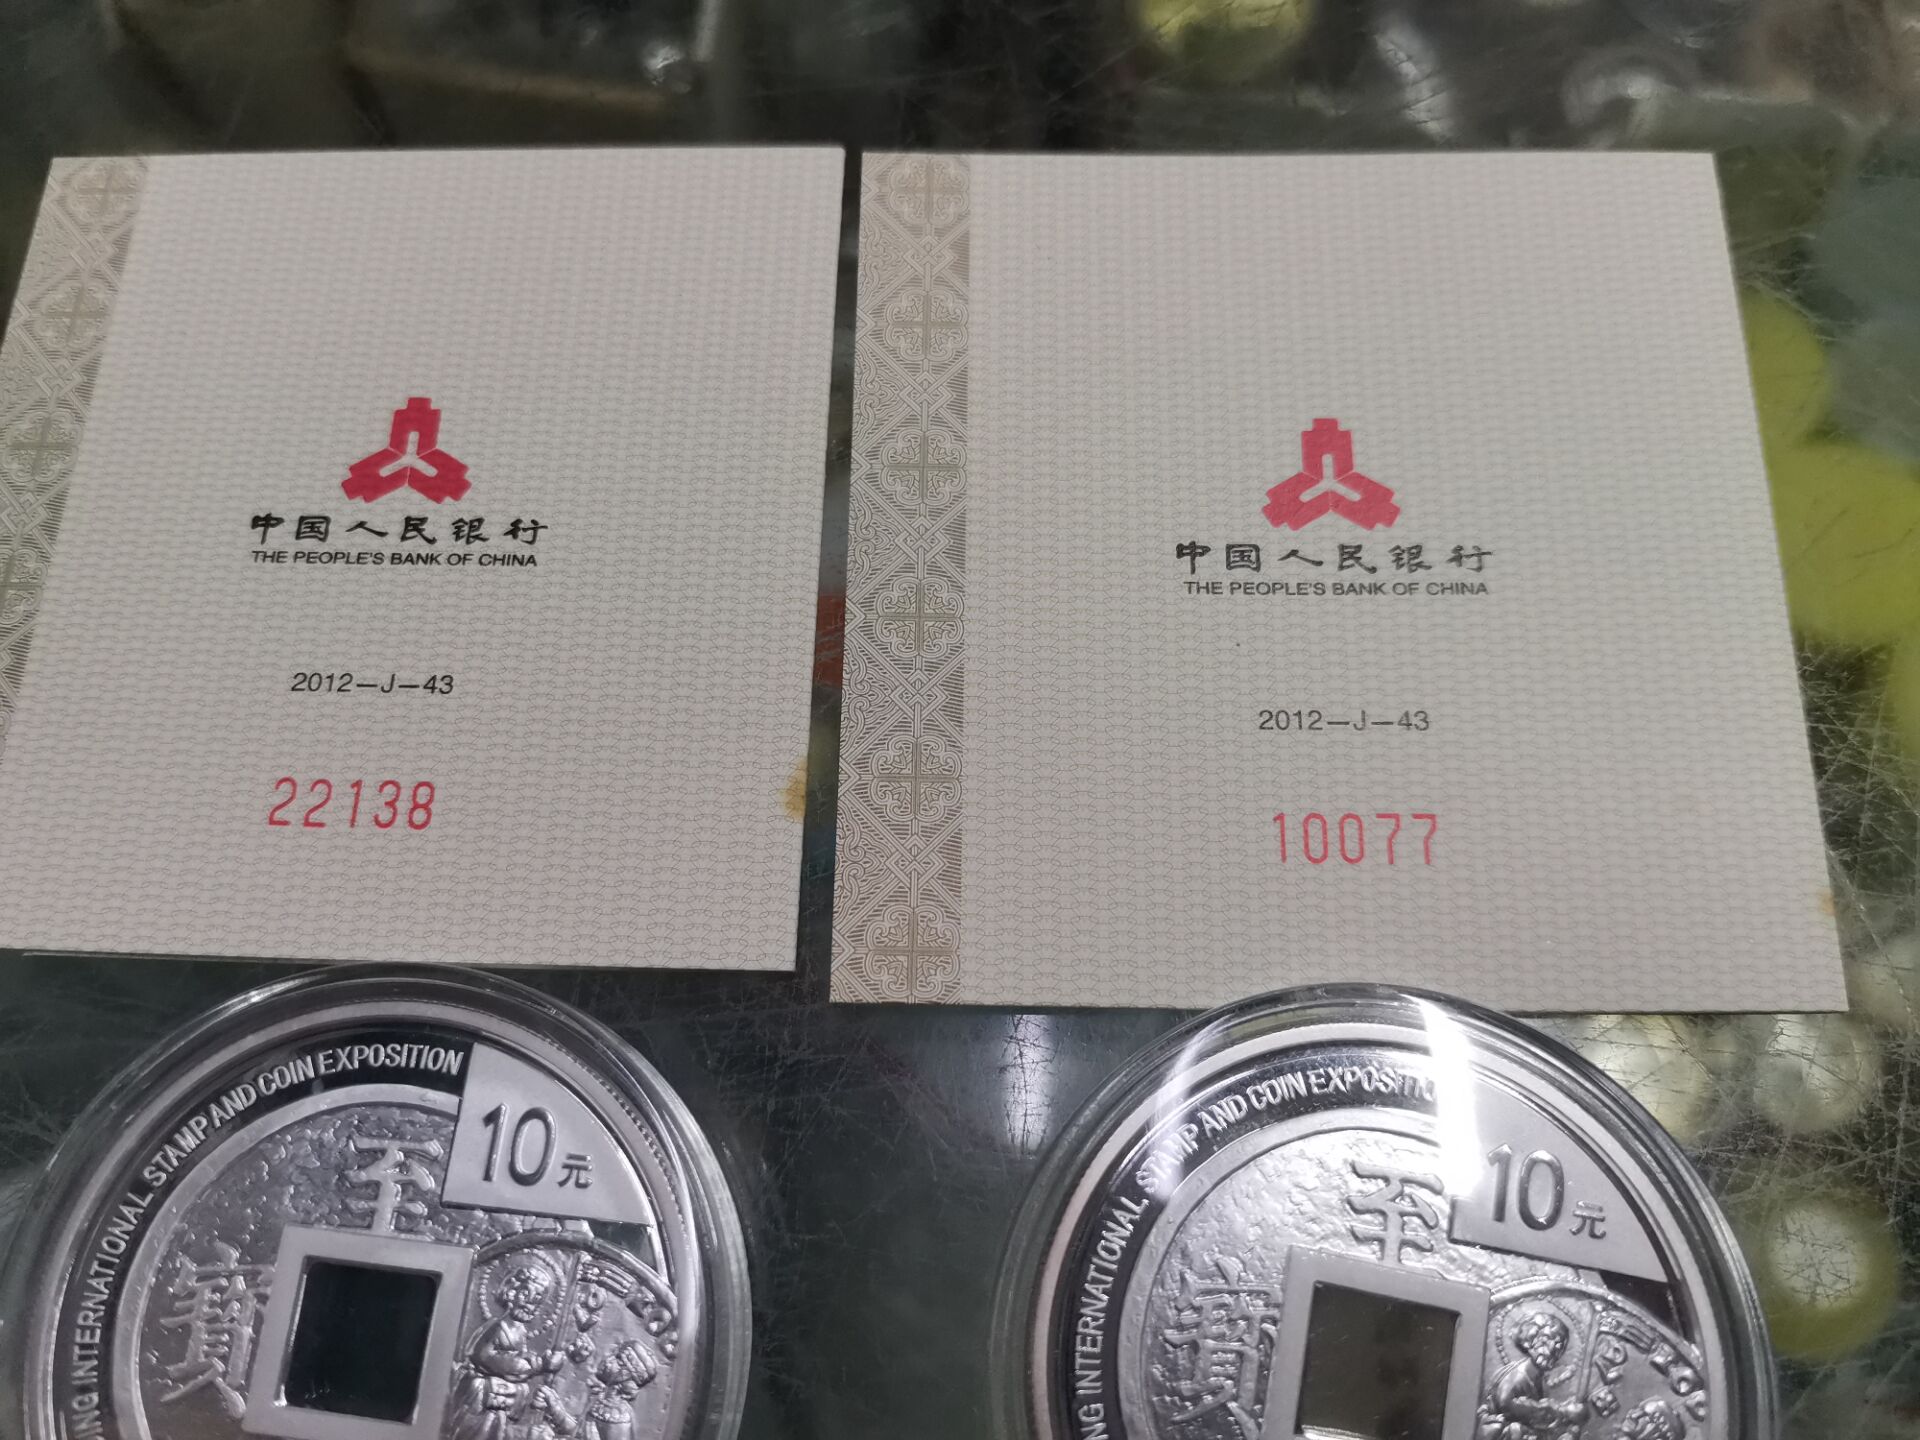 中国人民银行
THE PEOPLE'S BANK OF CHINA
2012—J—43
22138
中国人民银行
THE PEOPLE'S BANK OF CHINA
2012—J—43
10077
INTERNATIONAL STAMP AND COIN EXPOSITION
10元
至
寶
INTERNATIONAL STAMP AND COIN EXPOSITION
10元
至
寶